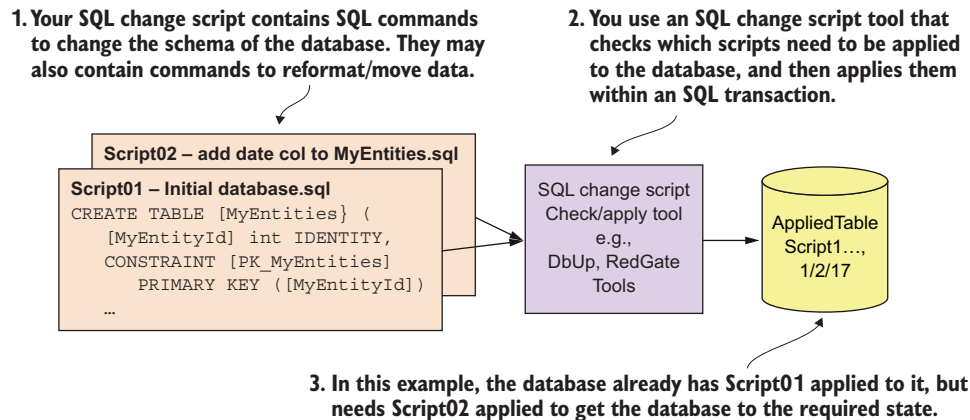 1. Your SQL change script contains SQL commands
to change the schema of the database. They may
also contain commands to reformat/move data.
2. You use an SQL change script tool that
checks which scripts need to be applied
to the database, and then applies them
within an SQL transaction.
Script02 – add date col to MyEntities.sql
Script01 – Initial database.sql
CREATE TABLE [MyEntities} (
[MyEntityId] int IDENTITY,
CONSTRAINT [PK_MyEntities]
PRIMARY KEY ([MyEntityId])
…
SQL change script
Check/apply tool
e.g.,
DbUp, RedGate
Tools
AppliedTable
Script1…,
1/2/17
3. In this example, the database already has Script01 applied to it, but
needs Script02 applied to get the database to the required state.